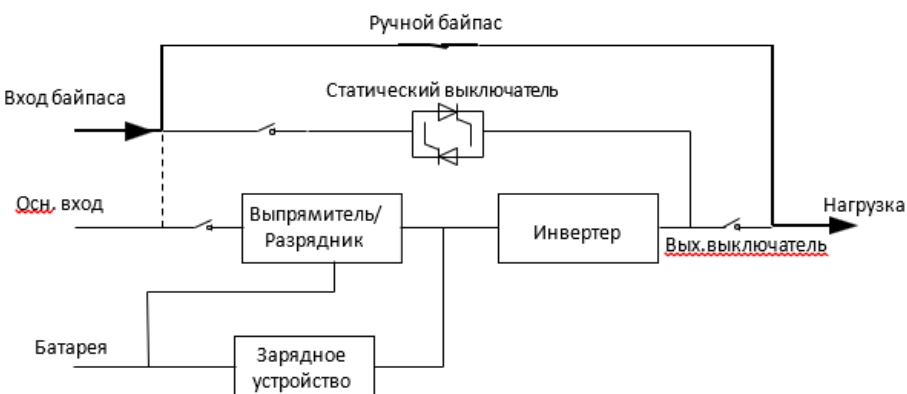 Ручной байпас
Статический выключатель
Вход байпаса
Осн. вход
Выпрямитель/
Разрядник
Инвертер
Нагрузка
Вых.выключатель
Батарея
Зарядное
устройство